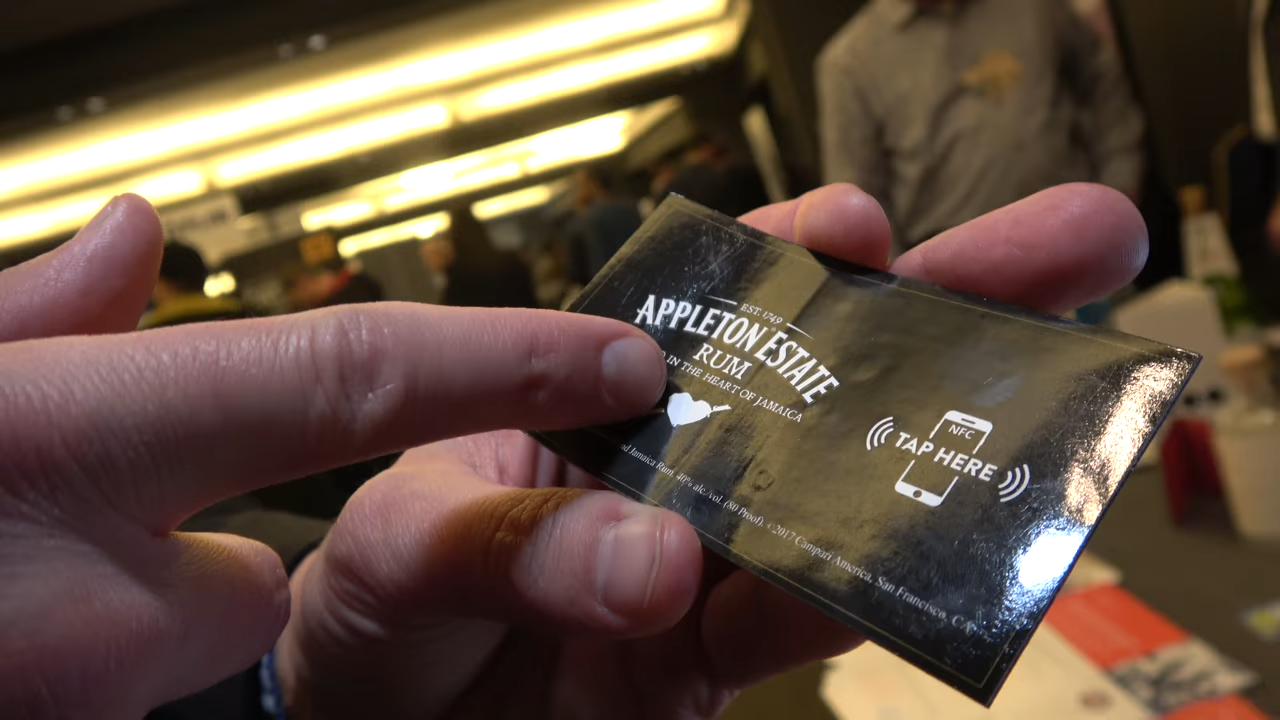 EST. 1749
APPLETON ESTATE
RUM
IN THE HEART OF JAMAICA
Jamaica Rum. 40% alc/vol. (80 Proof). ©2017 Campari America, San Francisco, CA
NFC
TAP HERE